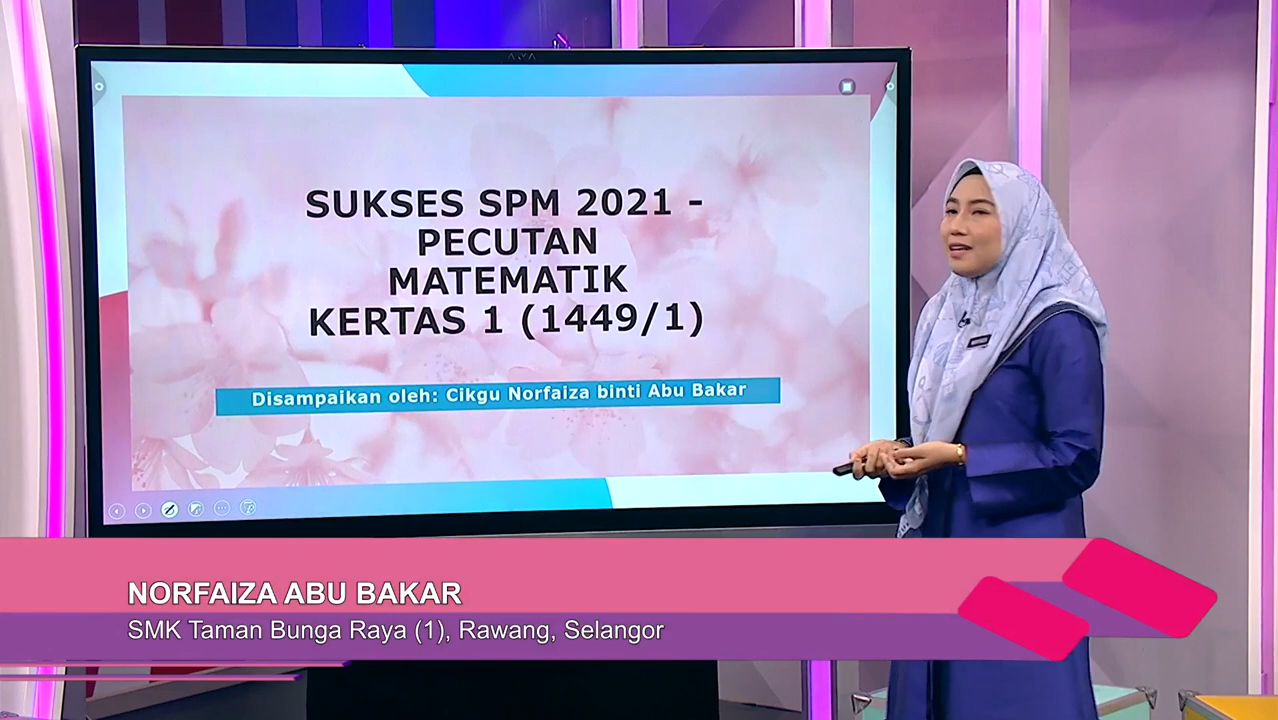 SUKSES SPM 2021 -
PECUTAN
MATEMATIK
KERTAS 1 (1449/1)
Disampaikan oleh: Cikgu Norfaiza binti Abu Bakar
NORFAIZA ABU BAKAR
SMK Taman Bunga Raya (1), Rawang, Selangor